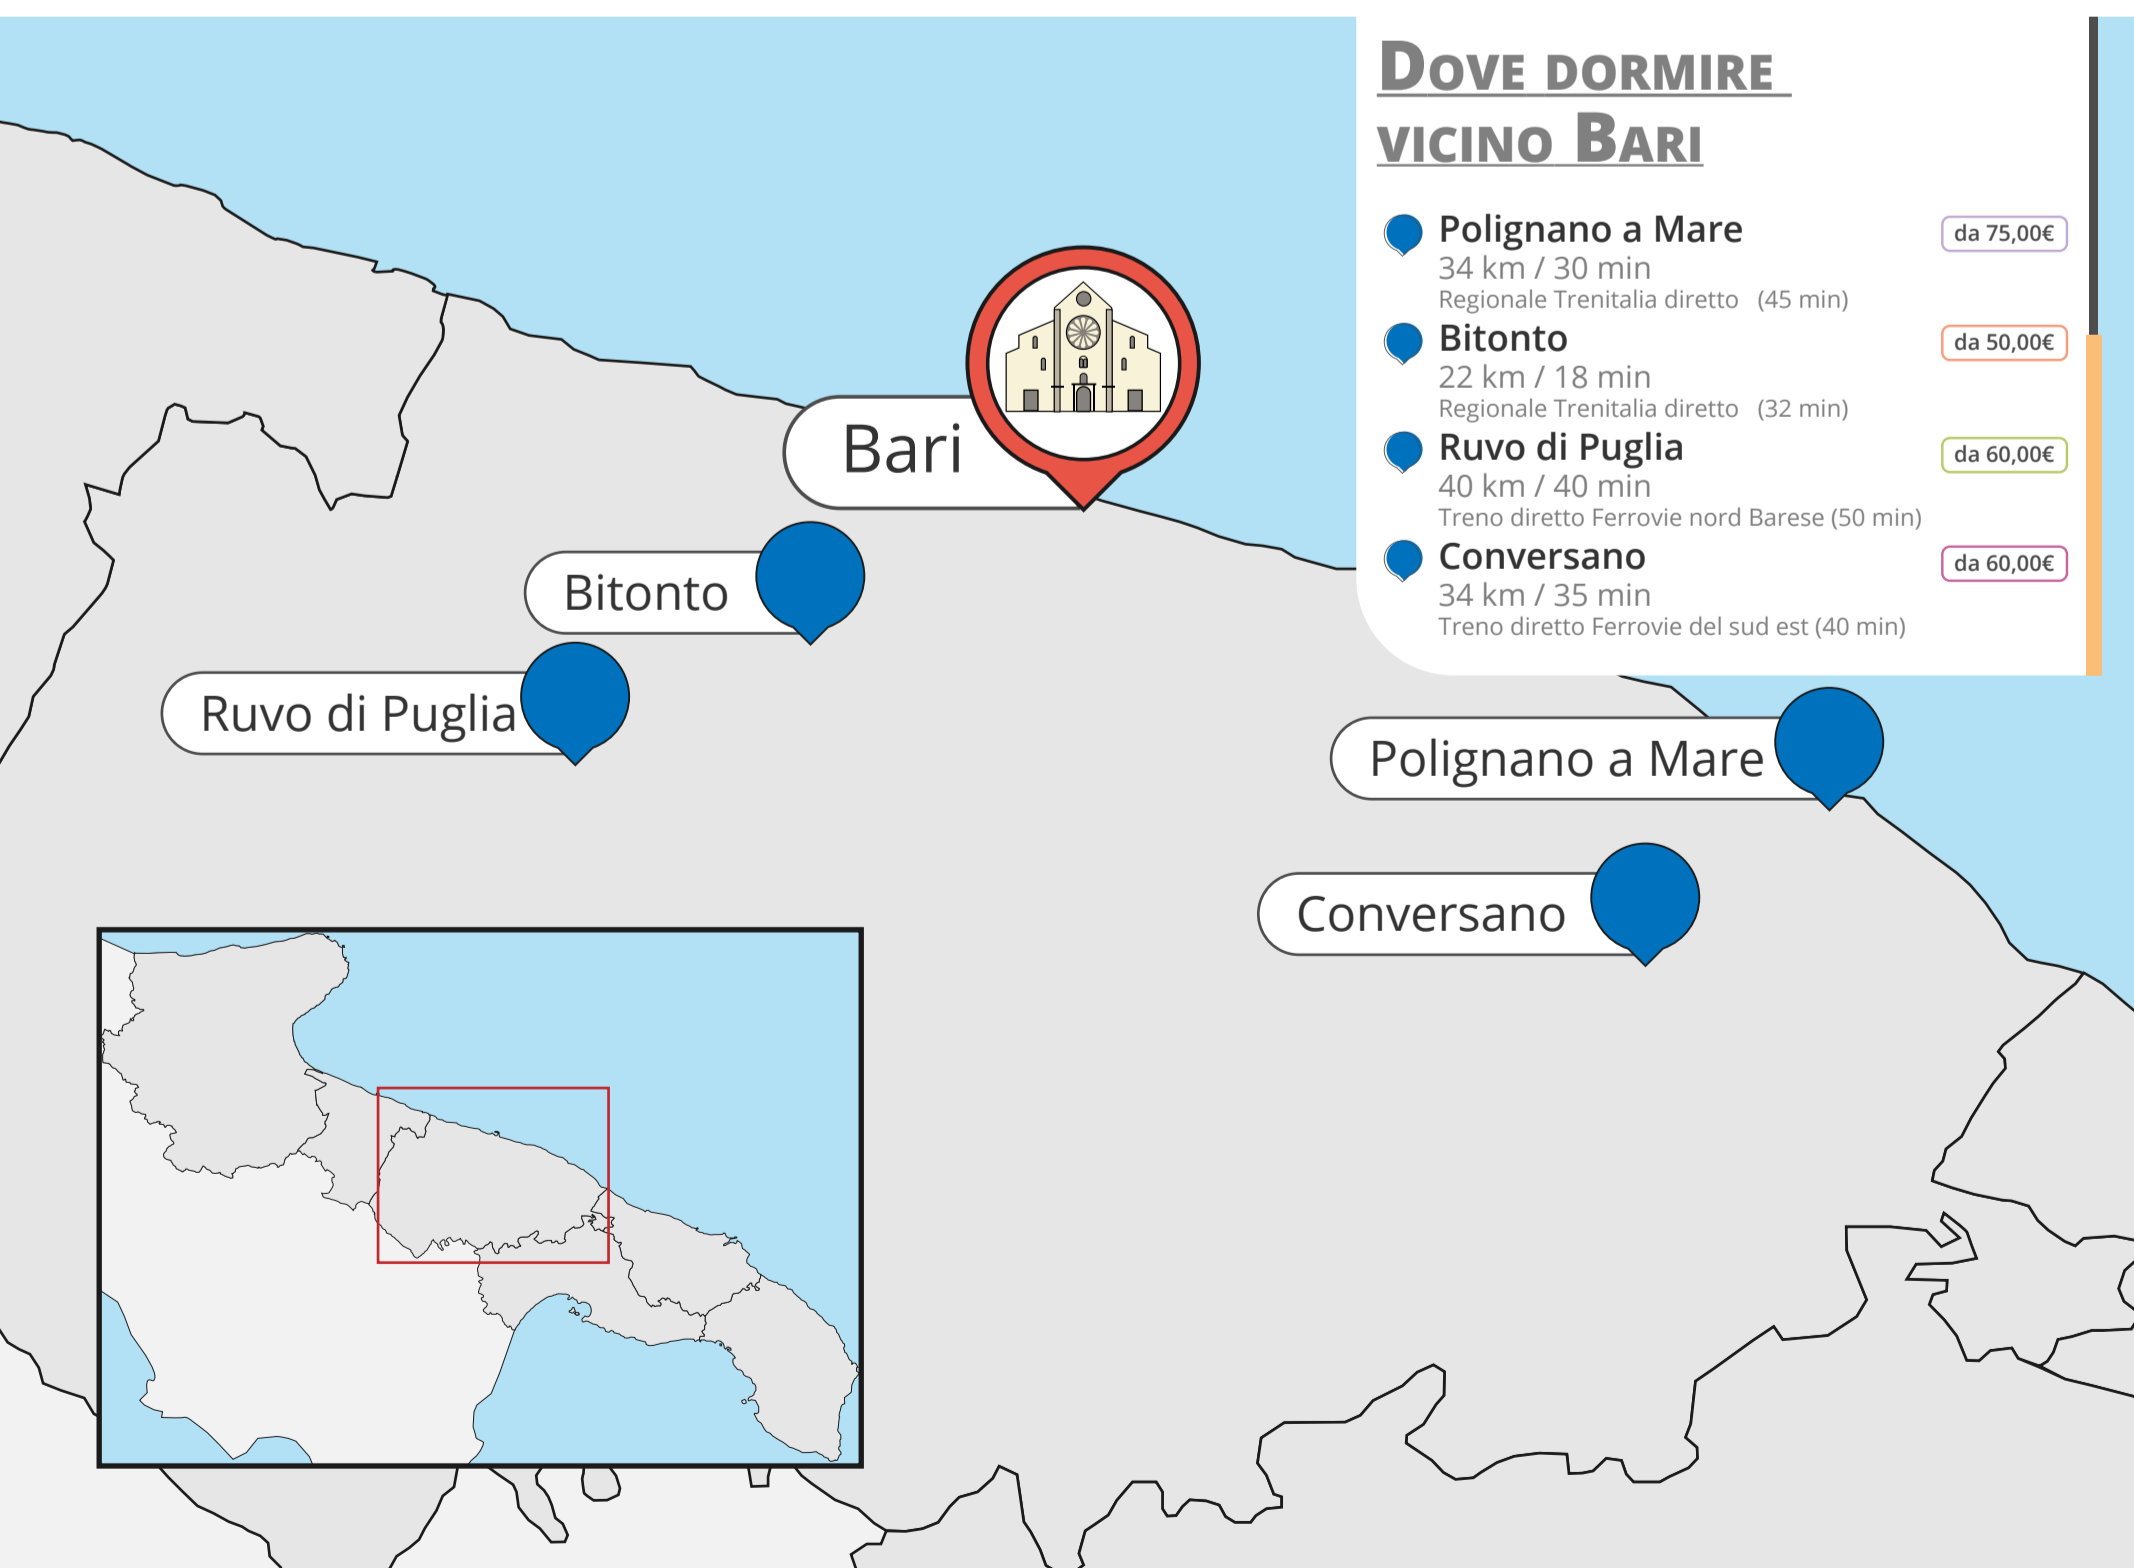 DOVE DORMIRE
VICINO BARI
Polignano a Mare
da 75,00€
34 km / 30 min
Regionale Trenitalia diretto (45 min)
Bitonto
da 50,00€
22 km / 18 min
Regionale Trenitalia diretto (32 min)
Ruvo di Puglia
da 60,00€
40 km / 40 min
Treno diretto Ferrovie nord Barese (50 min)
Conversano
da 60,00€
34 km / 35 min
Treno diretto Ferrovie del sud est (40 min)
Bari
Bitonto
Ruvo di Puglia
Polignano a Mare
Conversano